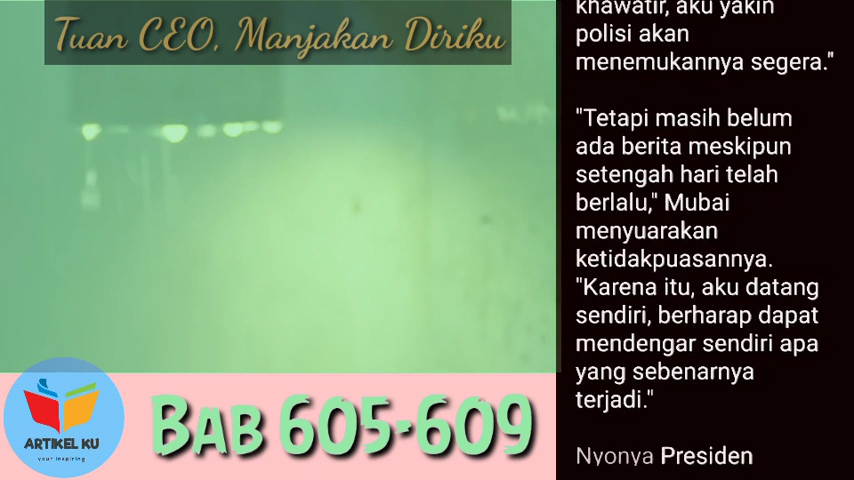 Tuan CEO, Manjakan Diriku
khawatir, aku yakin
polisi akan
menemukannya segera."
"Tetapi masih belum
ada berita meskipun
setengah hari telah
berlalu," Mubai
menyuarakan
ketidakpuasannya.
"Karena itu, aku datang
sendiri, berharap dapat
mendengar sendiri apa
yang sebenarnya
terjadi."
Nyonya Presiden
ARTIKEL KU
your inspiring
BAB 605-609